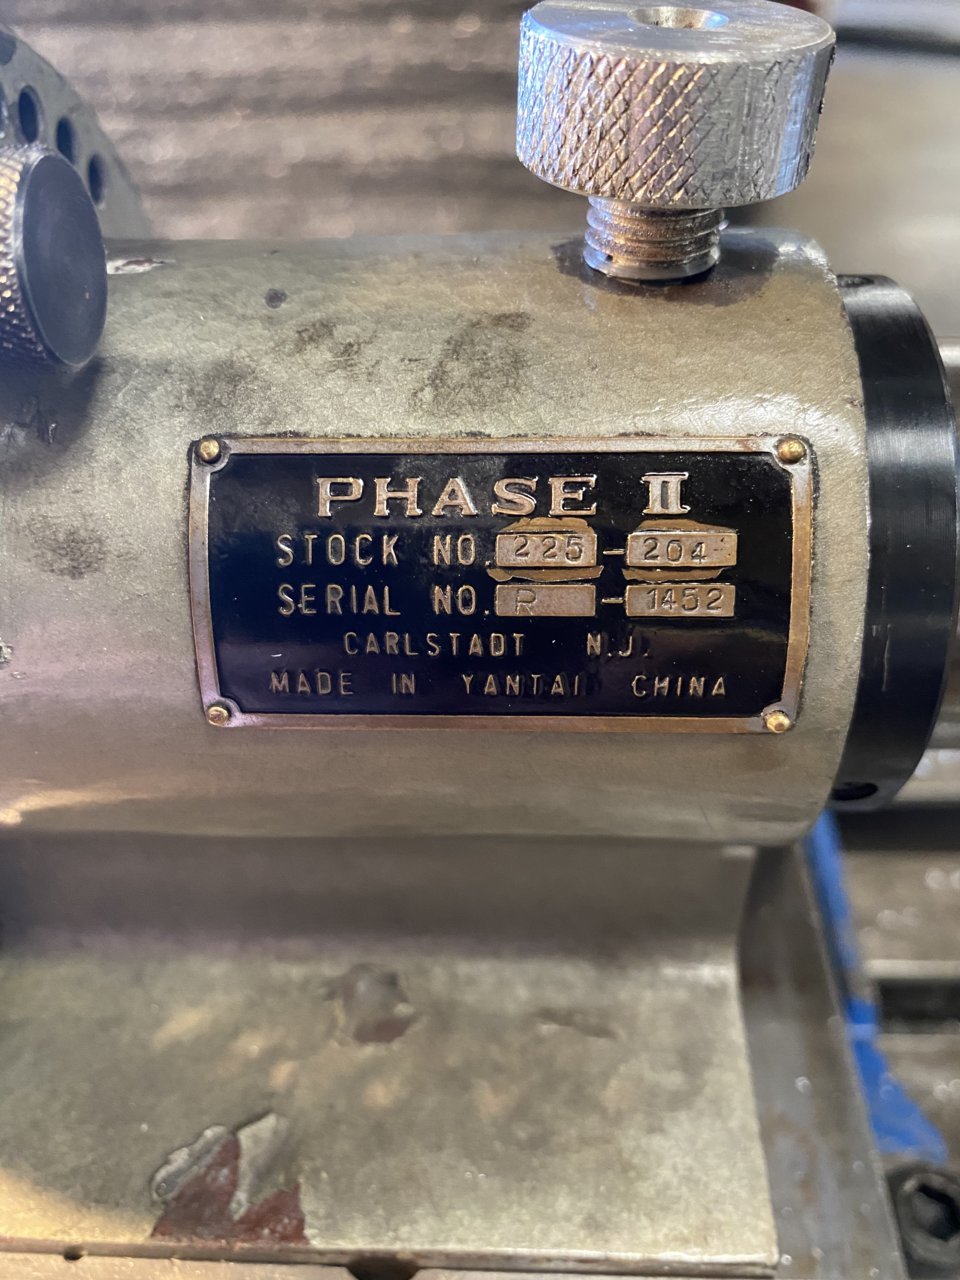 PHASE II
STOCK NO. 225 - 204
SERIAL NO. R - 1452
CARLSTADT N.J.
MADE IN YANTAI CHINA